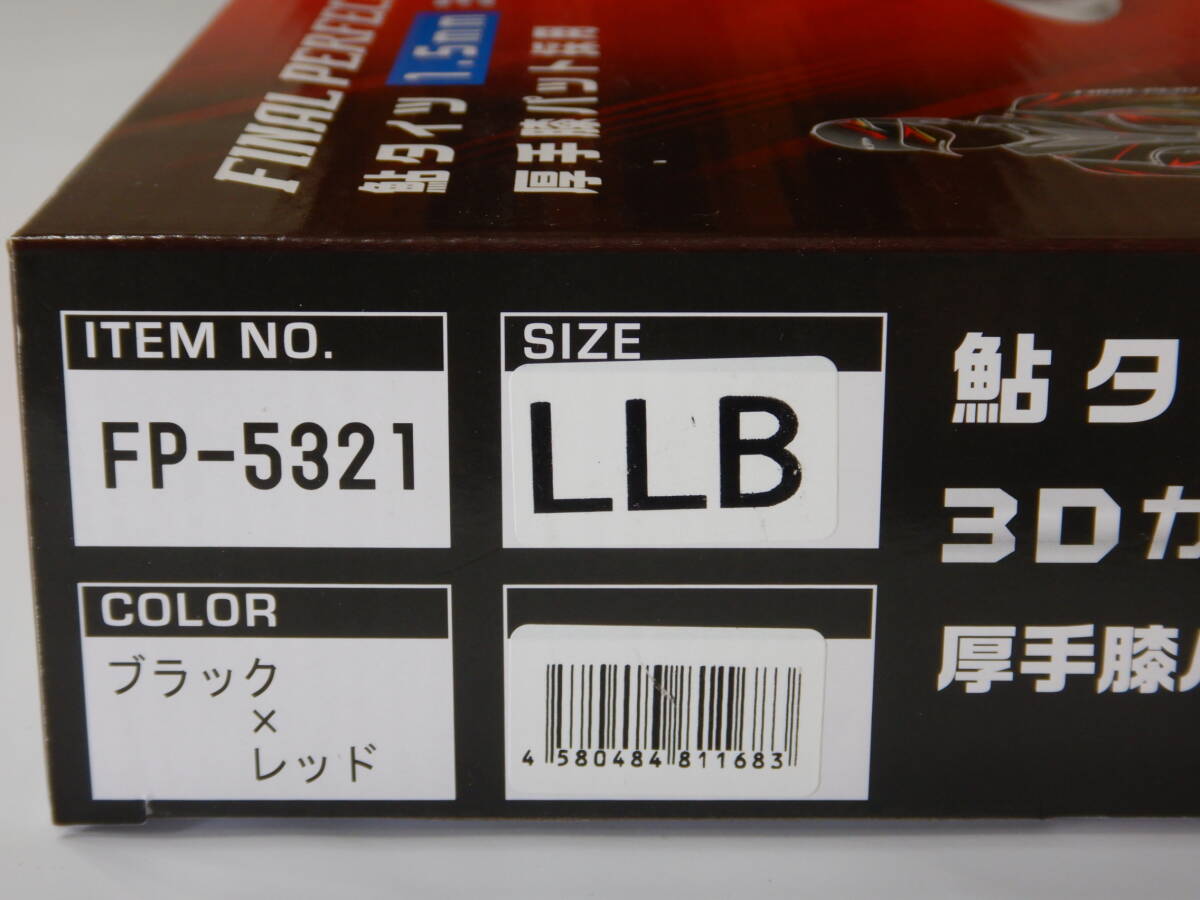 FINAL PERFEC
鮎タイツ 1.5mm
厚手膝パット採用
ITEM NO.
FP-5321
SIZE
LLB
COLOR
ブラック
×
レッド
4 580484 811683
鮎タ
3Dカ
厚手膝パ